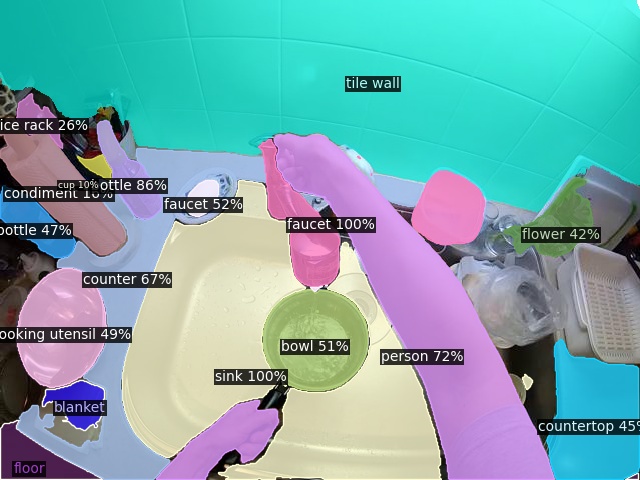 tile wall
ice rack 26%
cup 10%
ottle 86%
condiment 10%
faucet 52%
faucet 100%
bottle 47%
flower 42%
counter 67%
ooking utensil 49%
bowl 51%
person 72%
sink 100%
blanket
countertop 45%
floor